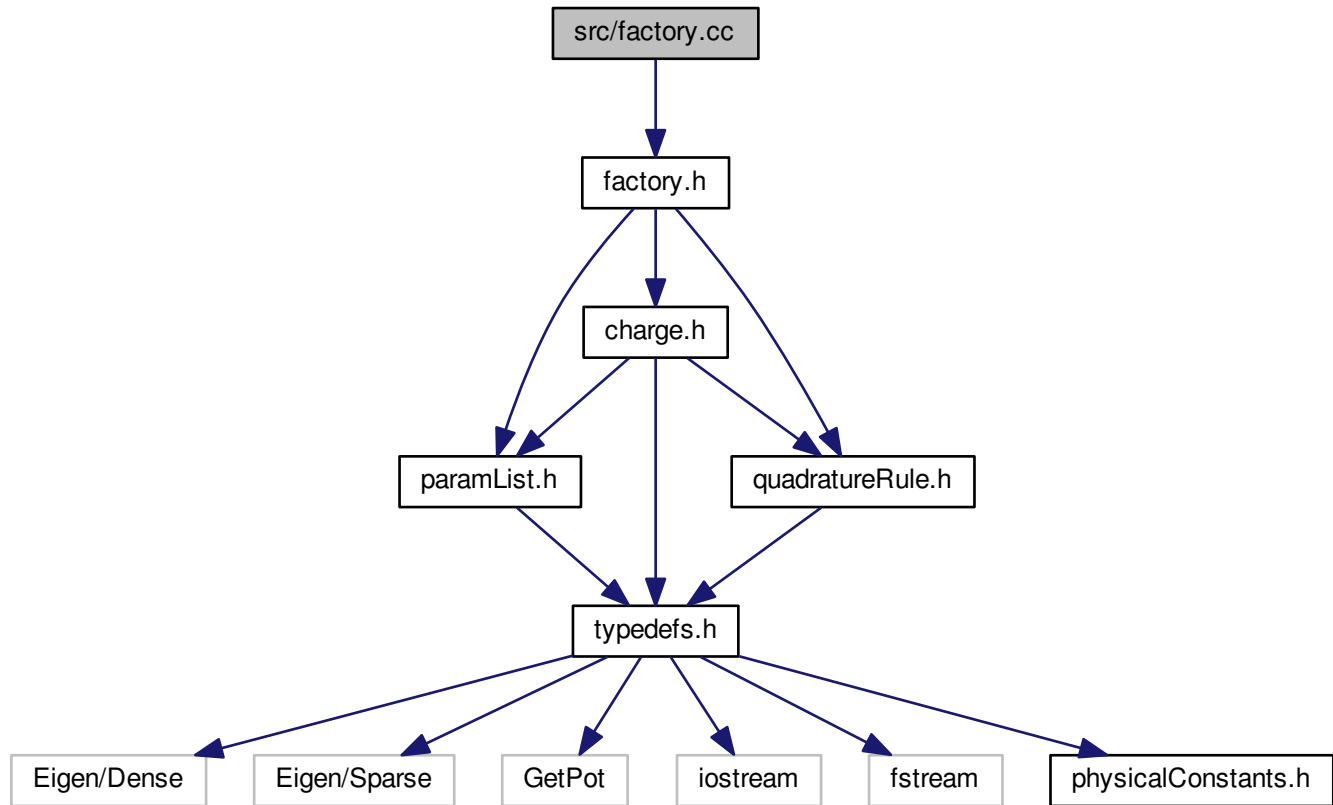 src/factory.cc
factory.h
charge.h
paramList.h
quadratureRule.h
typedefs.h
Eigen/Dense
Eigen/Sparse
GetPot
iostream
fstream
physicalConstants.h